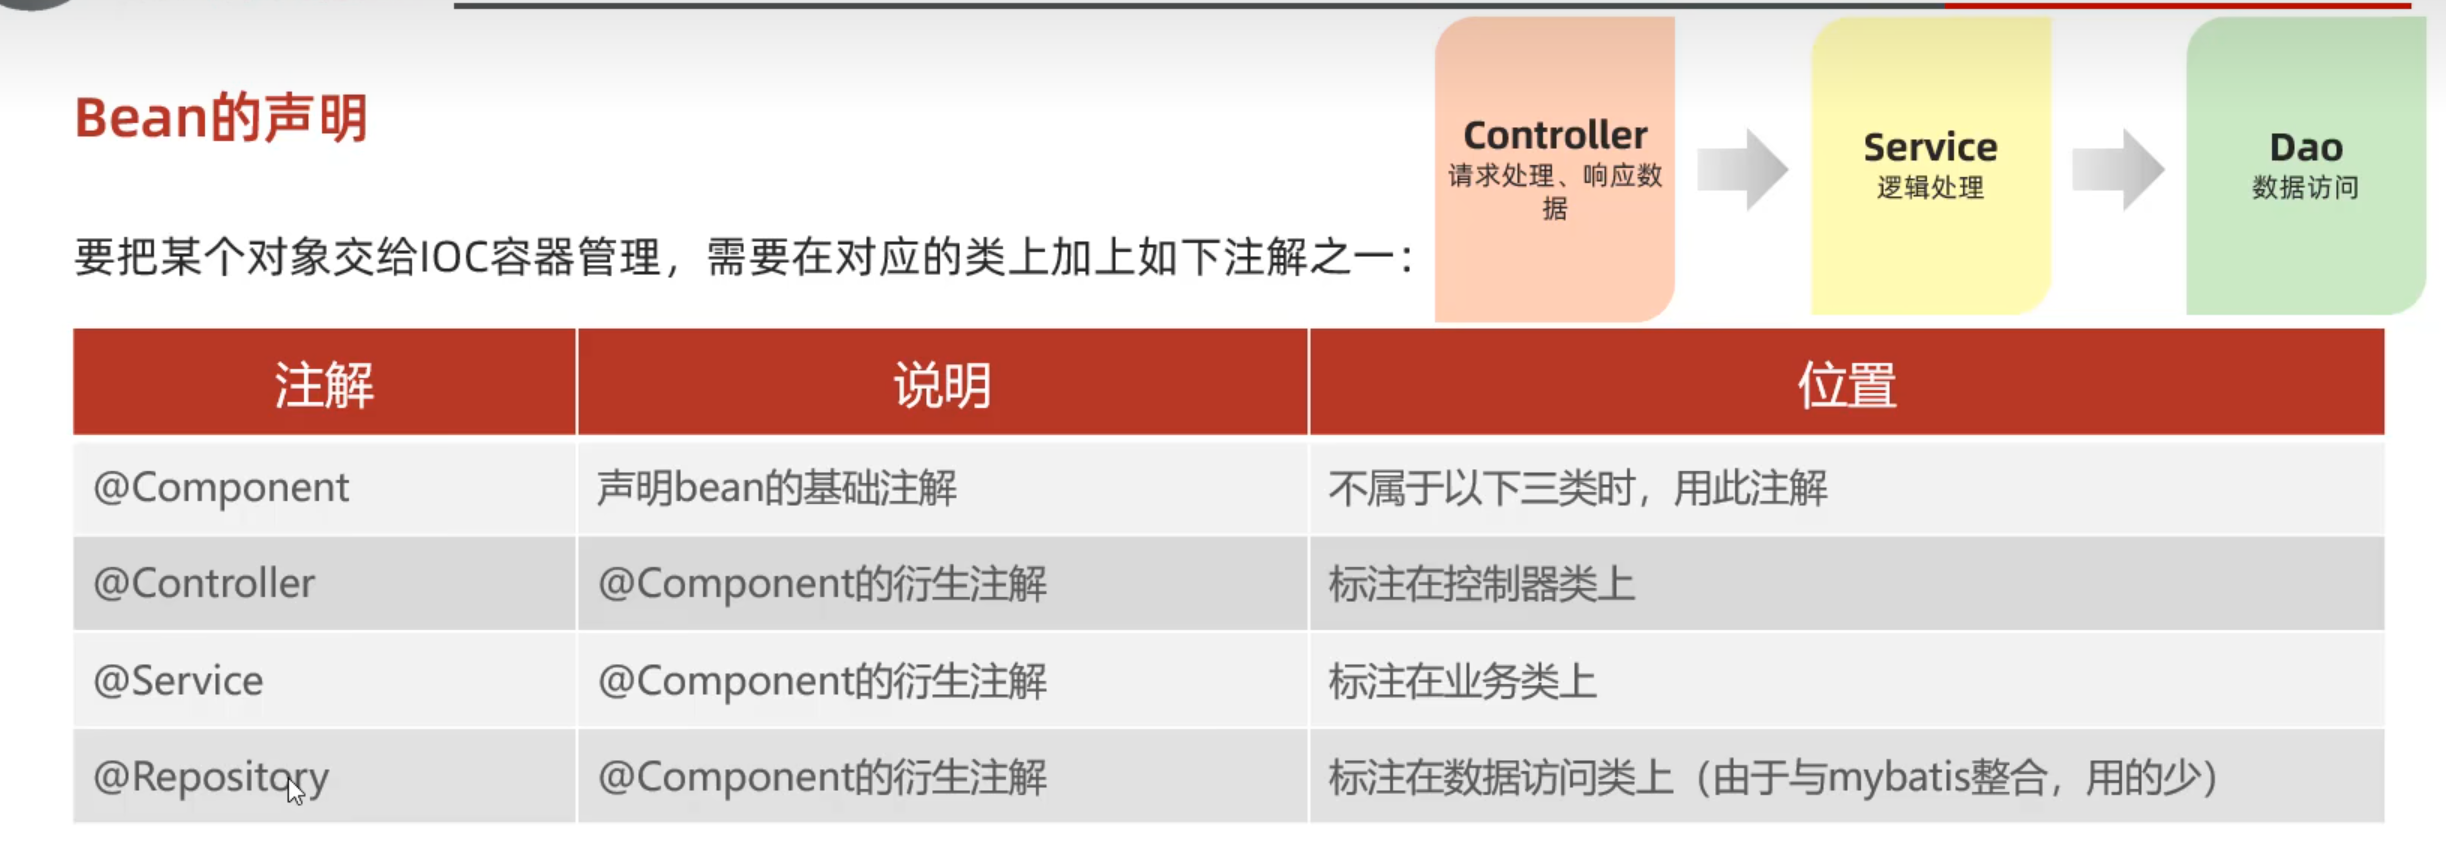 Bean的声明
要把某个对象交给IOC容器管理，需要在对应的类上加上如下注解之一：
Controller
请求处理、响应数
据
Service
逻辑处理
Dao
数据访问
注解 说明 位置
@Component 声明bean的基础注解 不属于以下三类时，用此注解
@Controller @Component的衍生注解 标注在控制器类上
@Service @Component的衍生注解 标注在业务类上
@Repository @Component的衍生注解 标注在数据访问类上（由于与mybatis整合，用的少）